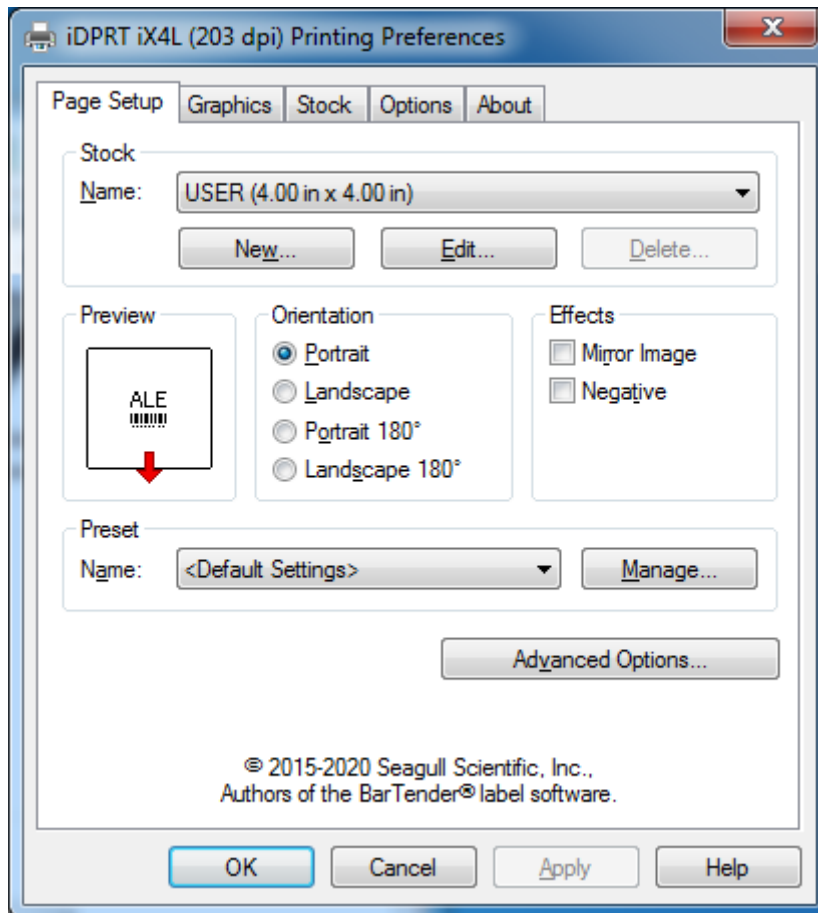 iDPRT iX4L (203 dpi) Printing Preferences
Page Setup Graphics Stock Options About
Stock
Name: USER (4.00 in x 4.00 in)
New... Edit... Delete...
Preview Orientation Effects
ALE
Portrait
Landscape
Portrait 180°
Landscape 180°
Mirror Image
Negative
Preset
Name: <Default Settings> Manage...
Advanced Options...
© 2015-2020 Seagull Scientific, Inc.,
Authors of the BarTender® label software.
OK Cancel Apply Help